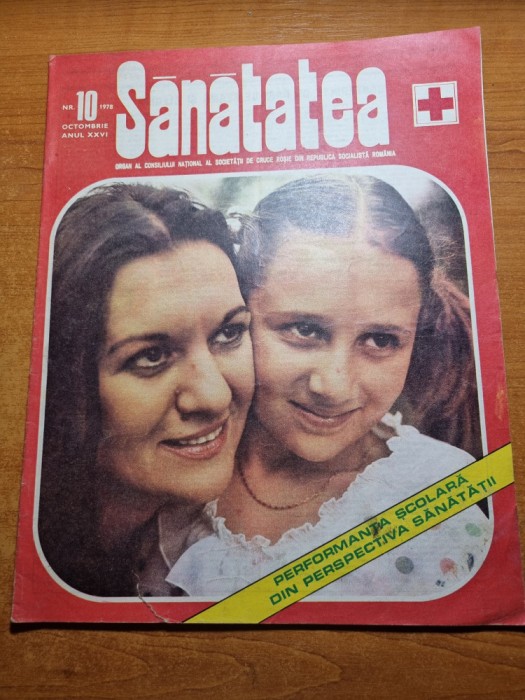 NR. 10 1978
OCTOMBRIE
ANUL XXVI
Sănătatea
ORGAN AL CONSILIULUI NAȚIONAL AL SOCIETĂȚII DE CRUCE ROȘIE DIN REPUBLICA SOCIALISTĂ ROMÂNIA
PERFORMANȚA ȘCOLARĂ
DIN PERSPECTIVA SĂNĂTĂȚII